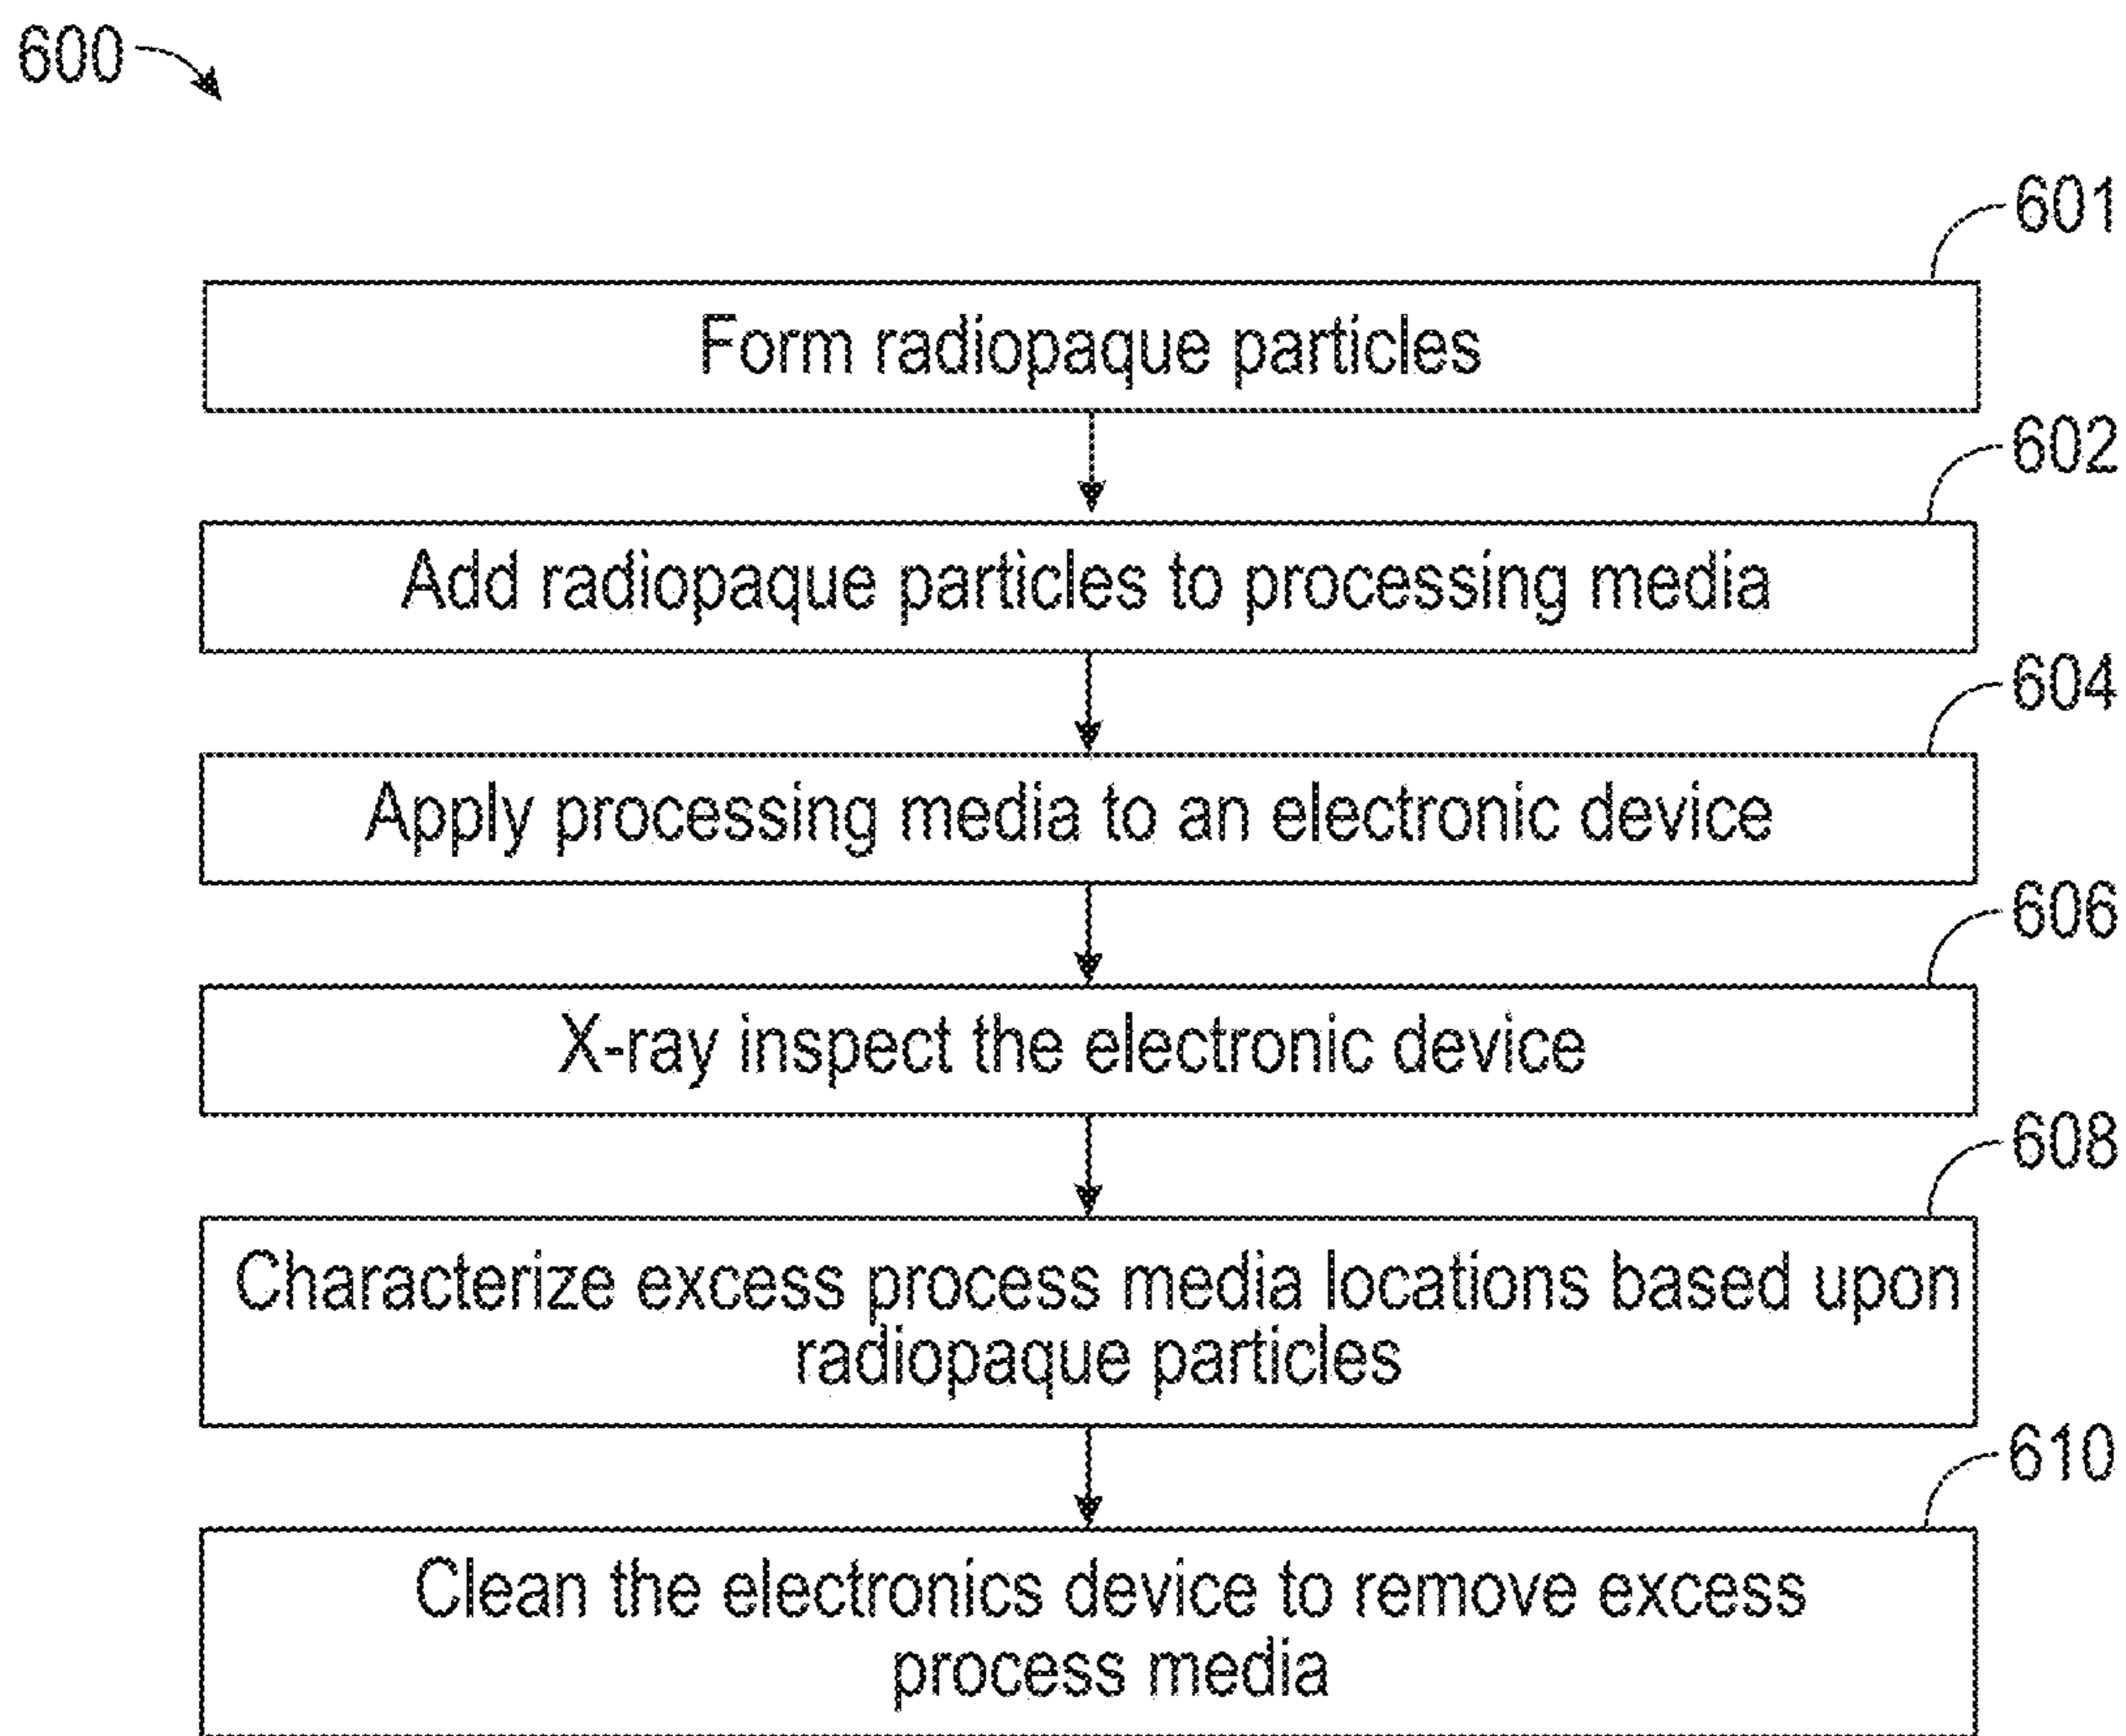 600
601
Form radiopaque particles
602
Add radiopaque particles to processing media
604
Apply processing media to an electronic device
606
X-ray inspect the electronic device
608
Characterize excess process media locations based upon
radiopaque particles
610
Clean the electronics device to remove excess
process media